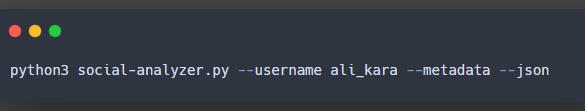 python3 social-analyzer.py --username ali_kara --metadata --json